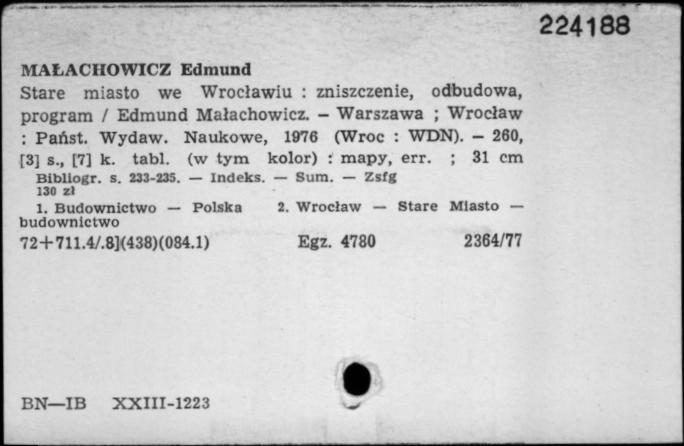 224188
MAŁACHOWICZ Edmund
Stare miasto we Wrocławiu : zniszczenie, odbudowa,
program / Edmund Małachowicz. – Warszawa ; Wrocław
: Państ. Wydaw. Naukowe, 1976 (Wroc : WDN). – 260,
[3] s., [7] k. tabl. (w tym kolor) : mapy, err. ; 31 cm
Bibliogr. s. 233-235. — Indeks. — Sum. — Zsfg
130 zł
1. Budownictwo — Polska 2. Wrocław — Stare Miasto —
budownictwo
72+711.4/.8](438)(084.1) Egz. 4780 2364/77
BN—IB XXIII-1223